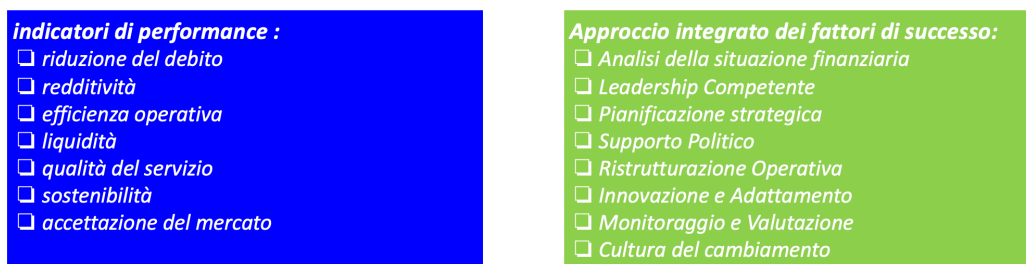 indicatori di performance :
❑ riduzione del debito
❑ redditività
❑ efficienza operativa
❑ liquidità
❑ qualità del servizio
❑ sostenibilità
❑ accettazione del mercato
Approccio integrato dei fattori di successo:
❑ Analisi della situazione finanziaria
❑ Leadership Competente
❑ Pianificazione strategica
❑ Supporto Politico
❑ Ristrutturazione Operativa
❑ Innovazione e Adattamento
❑ Monitoraggio e Valutazione
❑ Cultura del cambiamento